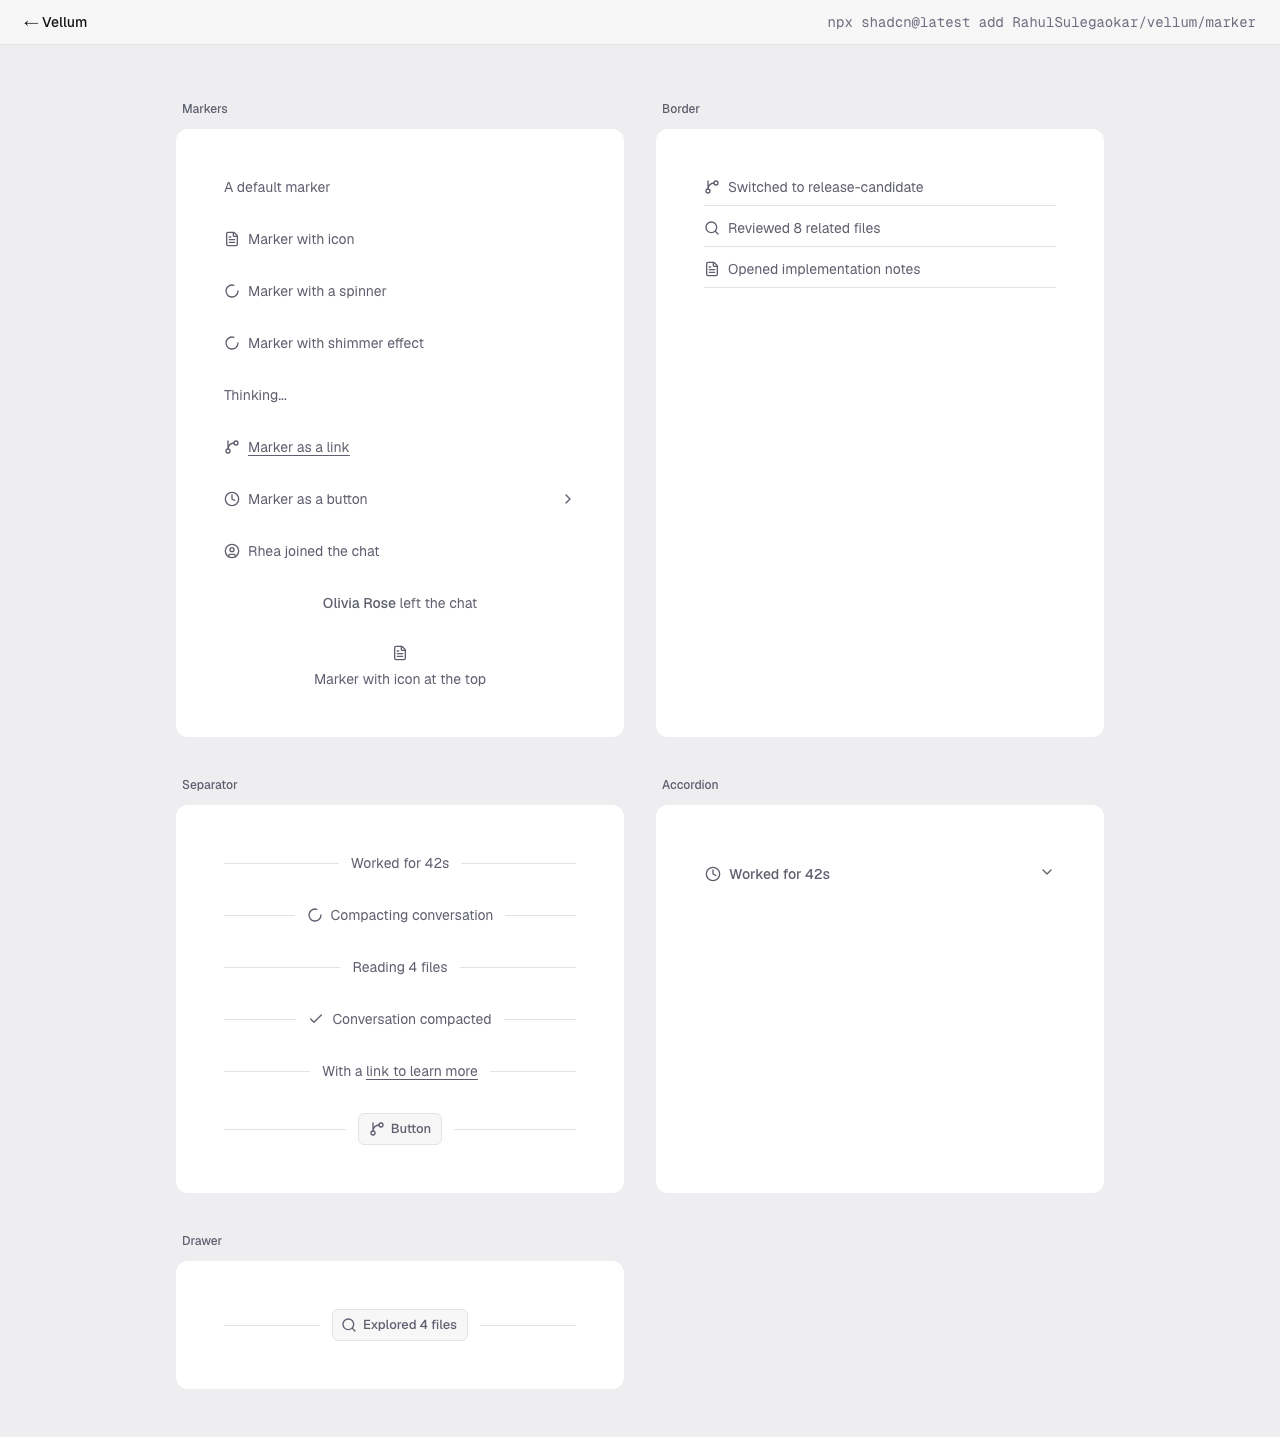 ← Vellum
npx shadcn@latest add RahulSulegaokar/vellum/marker
Markers
A default marker
Marker with icon
Marker with a spinner
Marker with shimmer effect
Thinking...
Marker as a link
Marker as a button
Rhea joined the chat
Olivia Rose left the chat
Marker with icon at the top
Border
Switched to release-candidate
Reviewed 8 related files
Opened implementation notes
Separator
Worked for 42s
Compacting conversation
Reading 4 files
Conversation compacted
With a link to learn more
Button
Accordion
Worked for 42s
Drawer
Explored 4 files